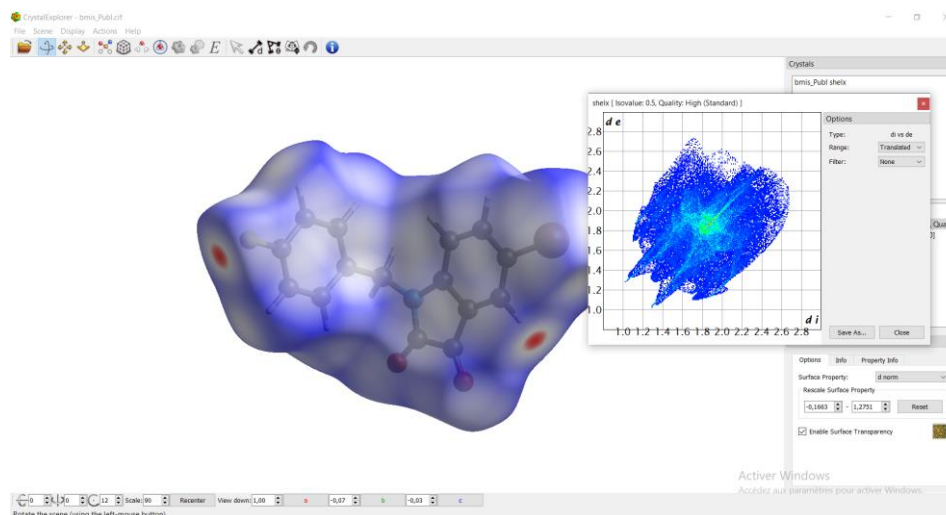 CrystalExplorer - bmis_Publ.cif
File Scene Display Actions Help
E
Crystals
bmis_Publ shelx
shelx [ Isovalue: 0.5, Quality: High (Standard) ]
d e
2.8
2.6
2.4
2.2
2.0
1.8
1.6
1.4
1.2
1.0
1.0 1.2 1.4 1.6 1.8 2.0 2.2 2.4 2.6 2.8
d i
Options
Type: di vs de
Range: Translated
Filter: None
Save As... Close
Options Info Property Info
Surface Property: d norm
Rescale Surface Property
-0,1663 - 1,2751 Reset
Enable Surface Transparency
Activer Windows
Accédez aux paramètres pour activer Windows.
0 0 12 Scale: 90 Recenter View down: 1,00 a -0,07 b -0,03 c
Rotate the scene (using the left-mouse button)